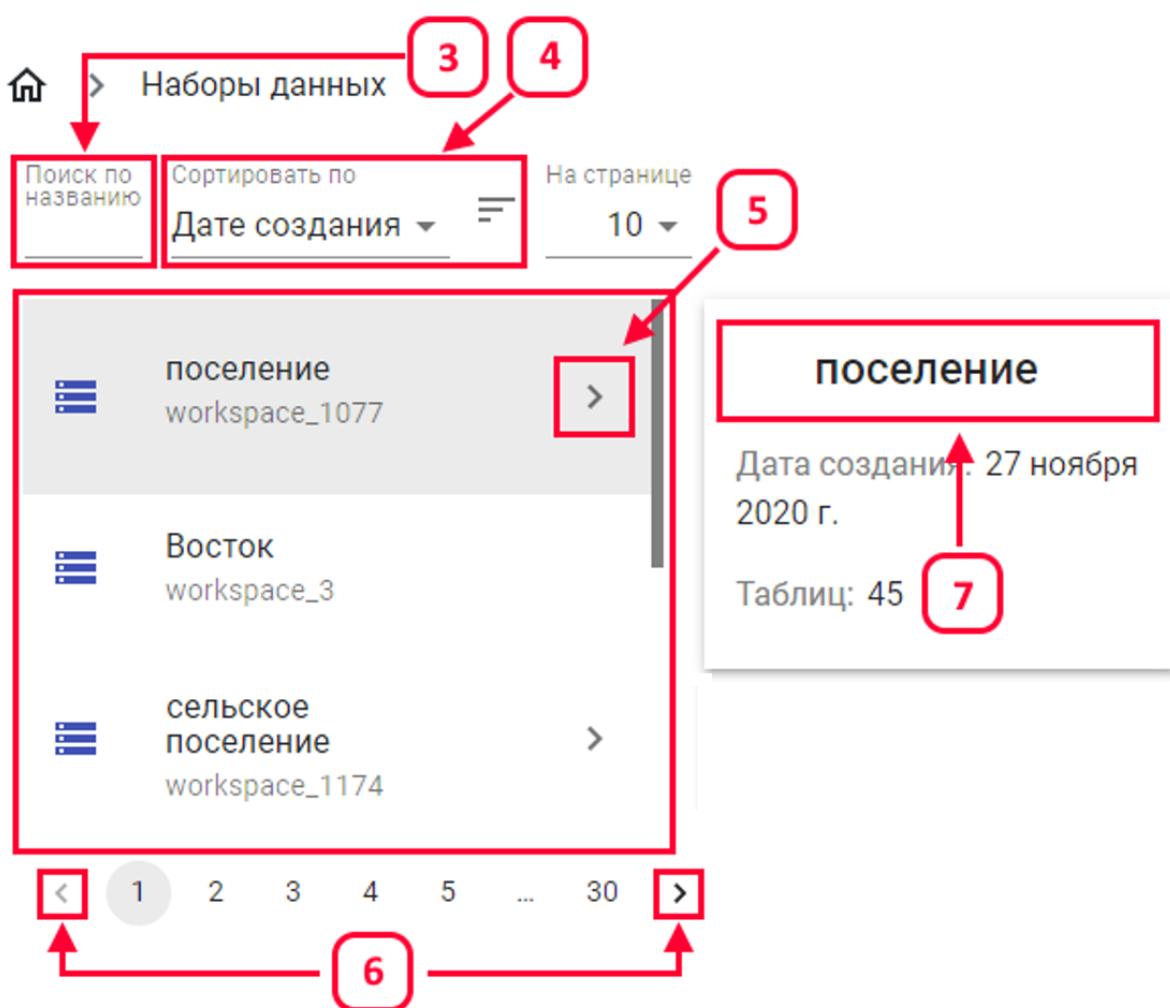 3
4
Наборы данных
Поиск по
названию
Сортировать по
Дате создания
На странице
10
5
поселение
workspace_1077
Восток
workspace_3
сельское
поселение
workspace_1174
поселение
Дата создания: 27 ноября
2020 г.
Таблиц: 45
7
1 2 3 4 5 ... 30
6